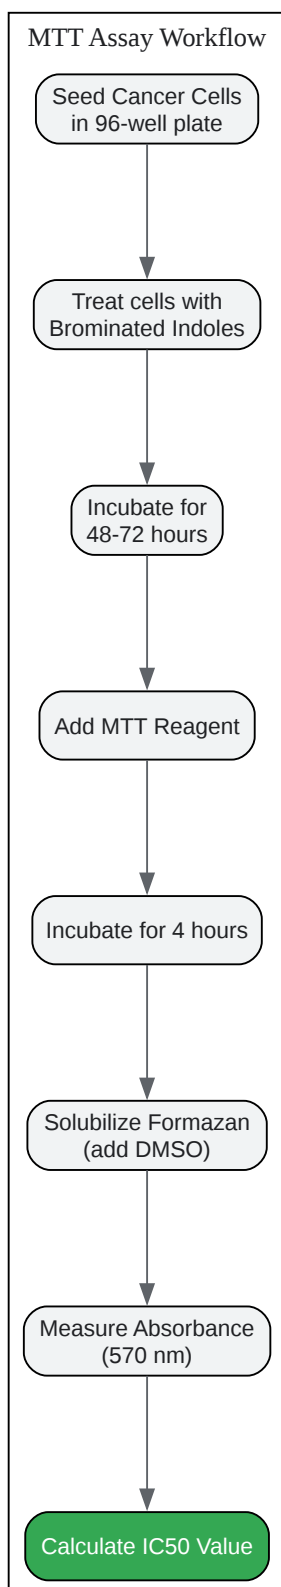 MTT Assay Workflow
Seed Cancer Cells
in 96-well plate
Treat cells with
Brominated Indoles
Incubate for
48-72 hours
Add MTT Reagent
Incubate for 4 hours
Solubilize Formazan
(add DMSO)
Measure Absorbance
(570 nm)
Calculate IC50 Value